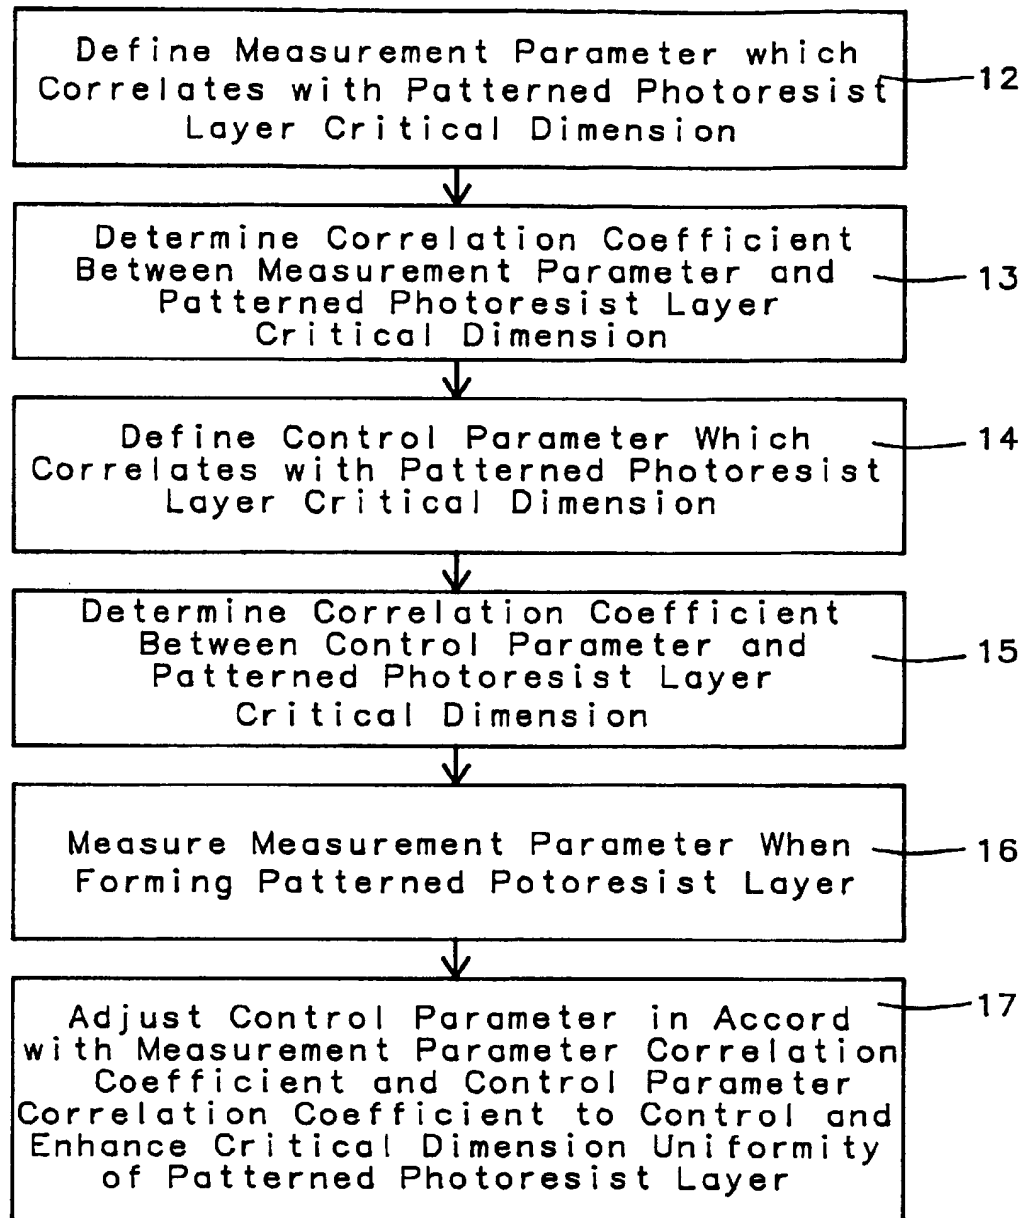 Define Measurement Parameter which
Correlates with Patterned Photoresist
Layer Critical Dimension
12
Determine Correlation Coefficient
Between Measurement Parameter and
Patterned Photoresist Layer
Critical Dimension
13
Define Control Parameter Which
Correlates with Patterned Photoresist
Layer Critical Dimension
14
Determine Correlation Coefficient
Between Control Parameter and
Patterned Photoresist Layer
Critical Dimension
15
Measure Measurement Parameter When
Forming Patterned Potoresist Layer
16
Adjust Control Parameter in Accord
with Measurement Parameter Correlation
Coefficient and Control Parameter
Correlation Coefficient to Control and
Enhance Critical Dimension Uniformity
of Patterned Photoresist Layer
17